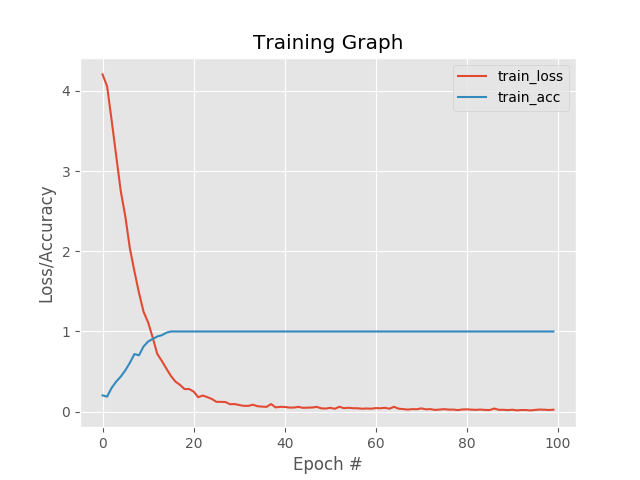 Training Graph
train_loss
train_acc
4
3
2
1
0
Loss/Accuracy
0 20 40 60 80 100
Epoch #